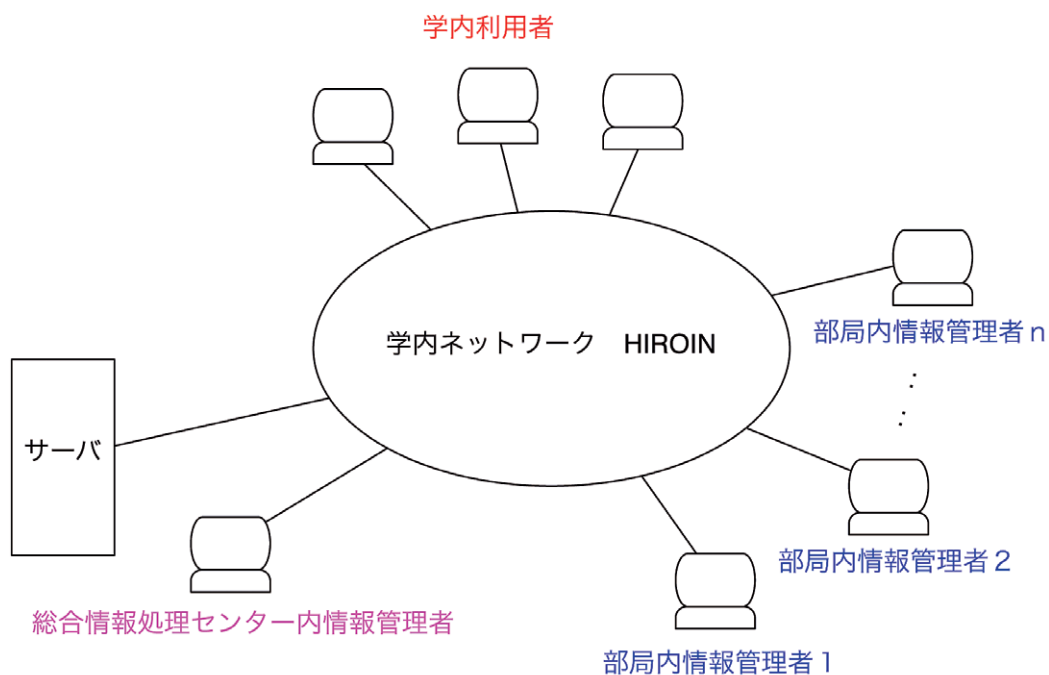 学内利用者
部局内情報管理者n
学内ネットワーク　HIROIN
:
:
サーバ
部局内情報管理者2
総合情報処理センター内情報管理者
部局内情報管理者1